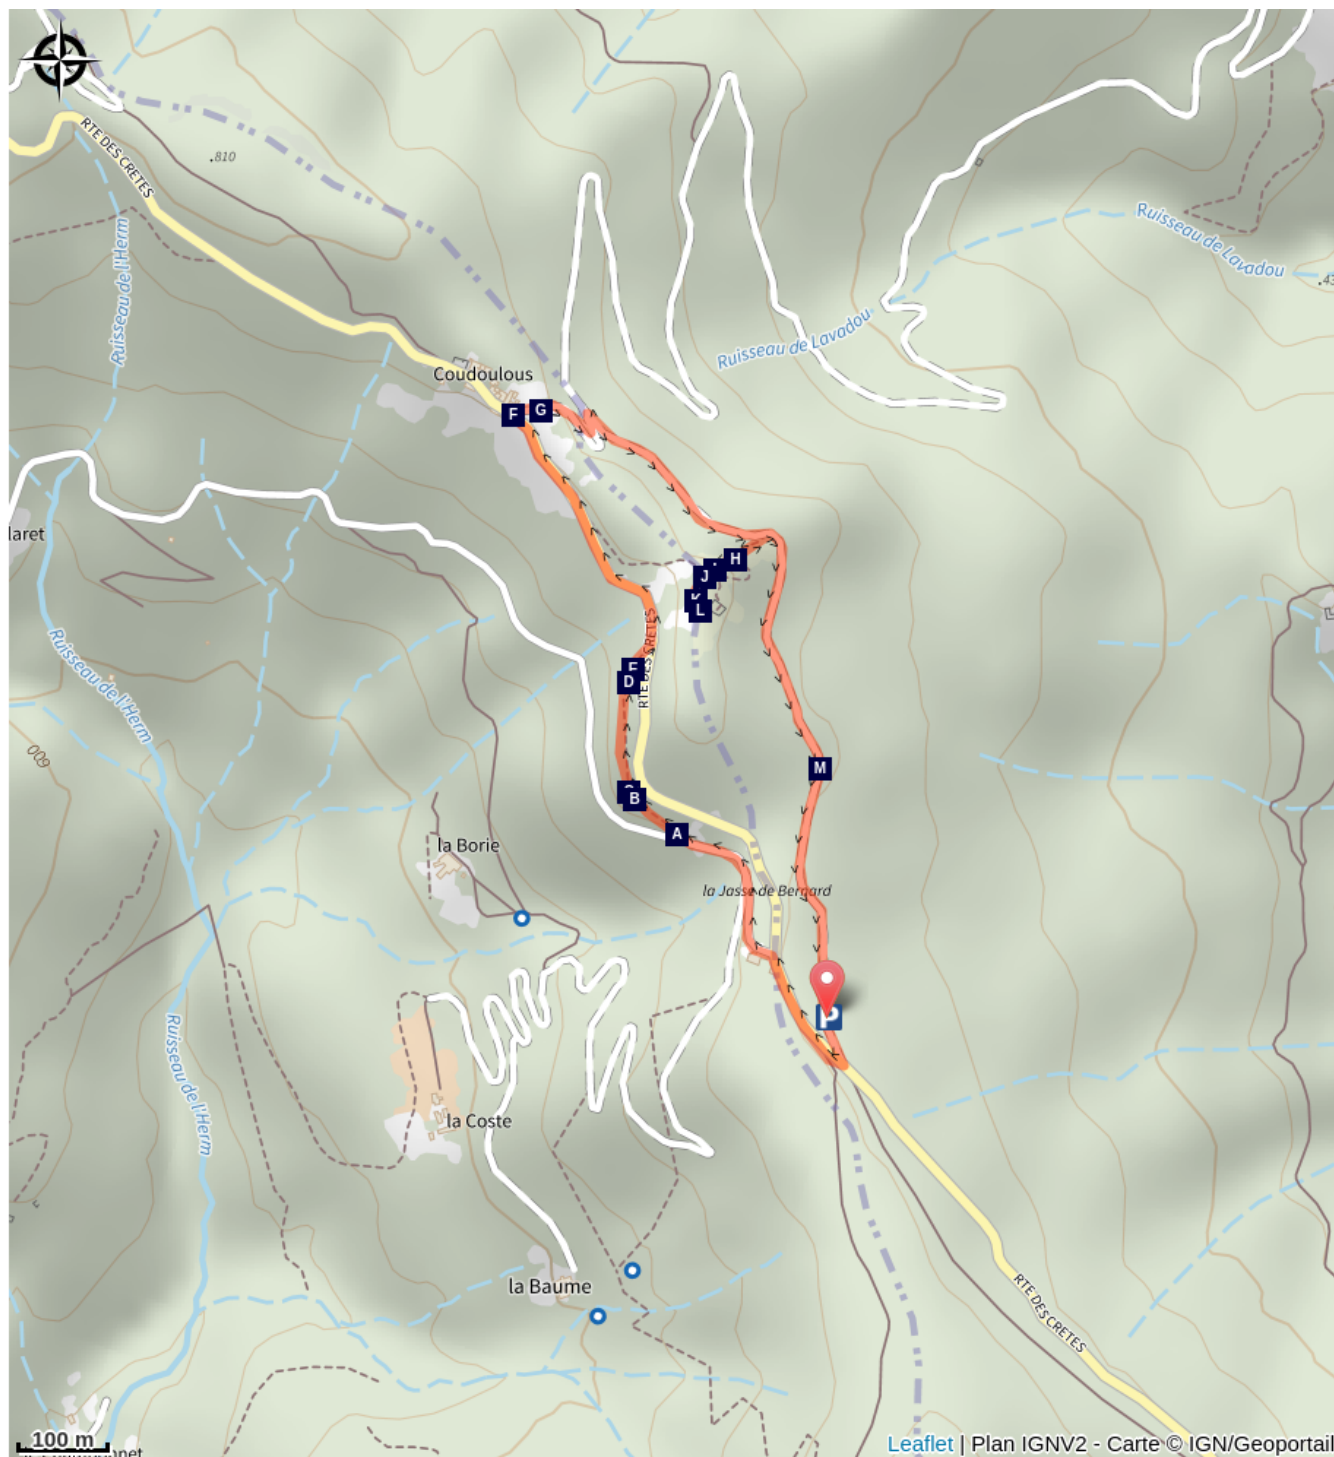 RTE DES CRETES
.810
Ruisseau de Lavadou
Ruisseau de l'Herm
Ruisseau de Lavadou
Coudoulous
F
G
laret
H
J
K
L
RTE DES CRETES
E
D
Ruisseau de l'Herm
600
M
B
A
la Borie
la Jasse de Bernard
P
Ruisseau de l'Herm
la Coste
la Baume
RTE DES CRETES
100 m
Leaflet | Plan IGNV2 - Carte © IGN/Geoportail